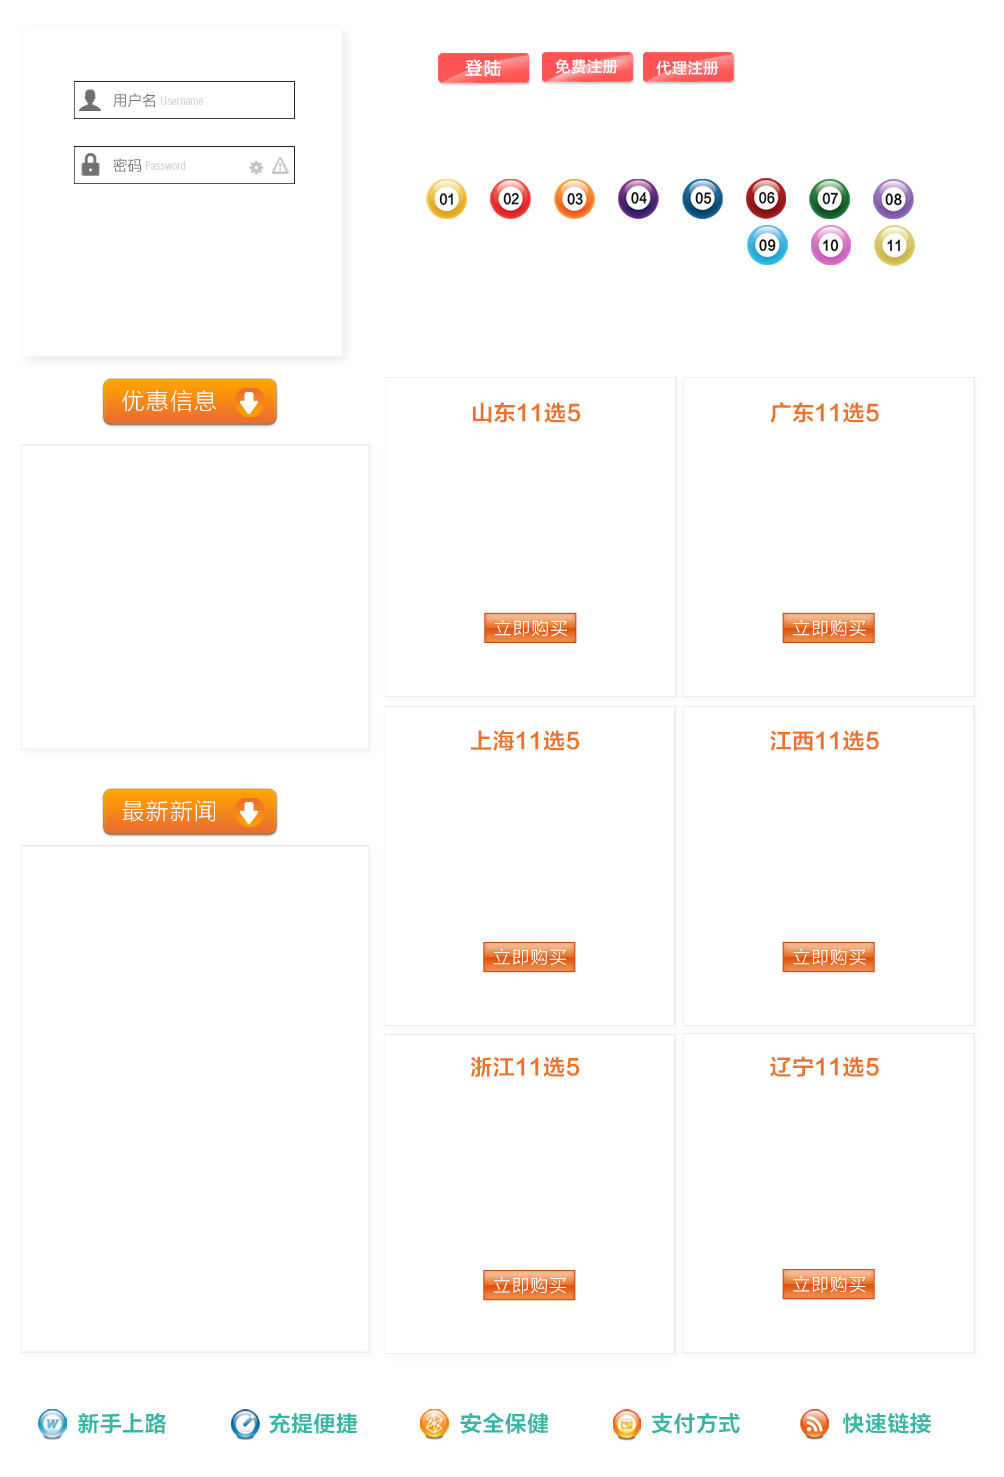 登陆
免费注册
代理注册
用户名 Username
密码 Password
01
02
03
04
05
06
07
08
09
10
11
优惠信息
山东11选5
立即购买
广东11选5
立即购买
上海11选5
立即购买
江西11选5
立即购买
最新新闻
浙江11选5
立即购买
辽宁11选5
立即购买
新手上路
充提便捷
安全保健
支付方式
快速链接